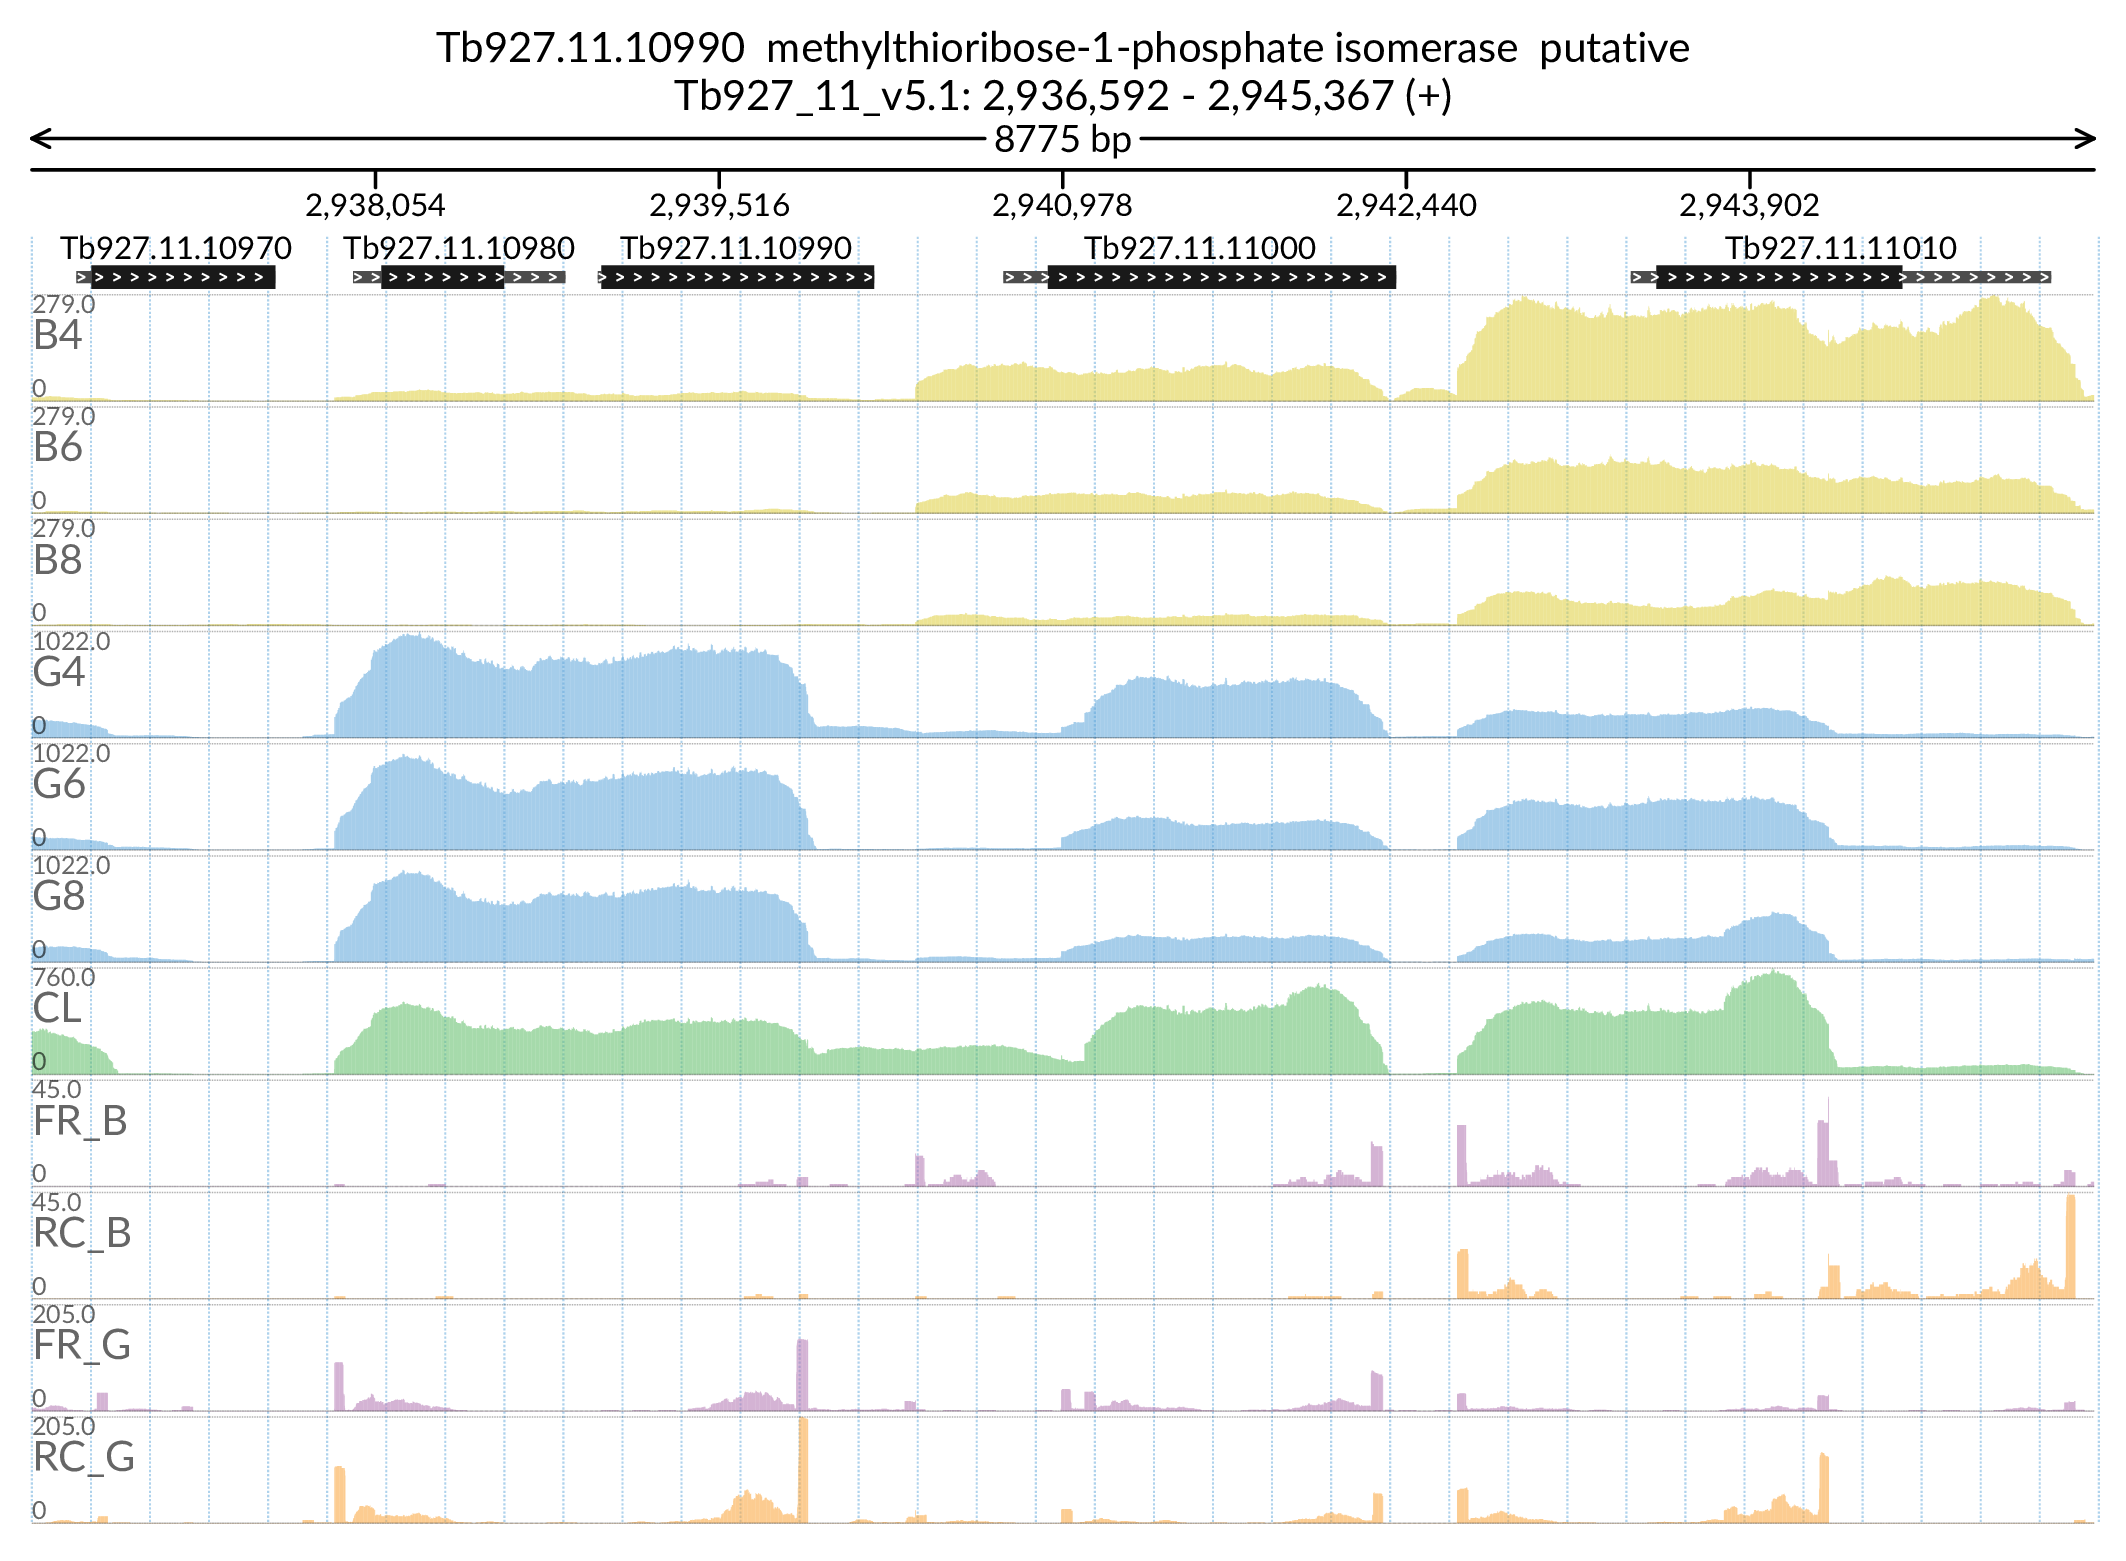 Tb927.11.10990  methylthioribose-1-phosphate isomerase  putative
Tb927_11_v5.1: 2,936,592 - 2,945,367 (+)
8775 bp
2,938,054 2,939,516 2,940,978 2,942,440 2,943,902
Tb927.11.10970 Tb927.11.10980 Tb927.11.10990 Tb927.11.11000 Tb927.11.11010
279.0
B4
0
279.0
B6
0
279.0
B8
0
1022.0
G4
0
1022.0
G6
0
1022.0
G8
0
760.0
CL
0
45.0
FR_B
0
45.0
RC_B
0
205.0
FR_G
0
205.0
RC_G
0